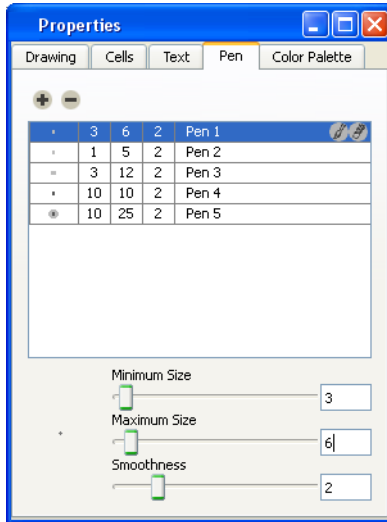 Properties
Drawing Cells Text Pen Color Palette
3 6 2 Pen 1
1 5 2 Pen 2
3 12 2 Pen 3
10 10 2 Pen 4
10 25 2 Pen 5
Minimum Size
3
Maximum Size
6
Smoothness
2